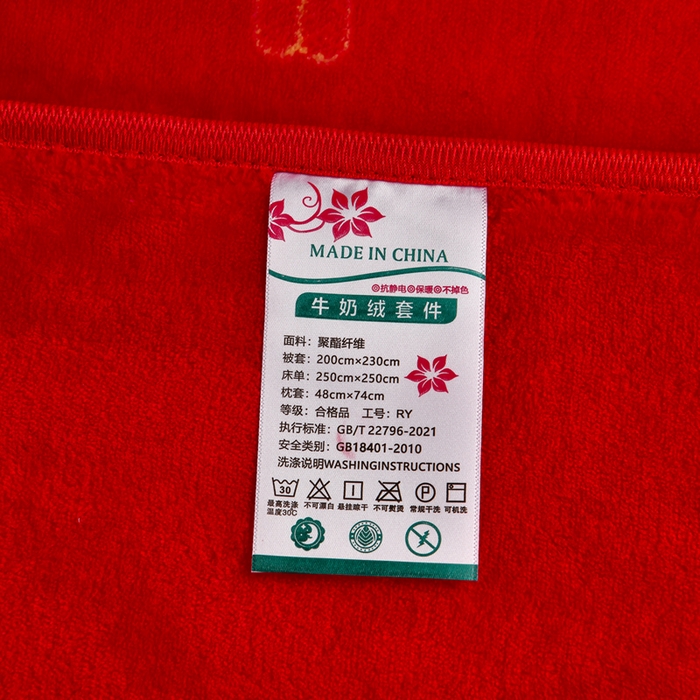 MADE IN CHINA
◎抗静电◎保暖◎不掉色
牛奶绒套件
面料：聚酯纤维
被套：200cm×230cm
床单：250cm×250cm
枕套：48cm×74cm
等级：合格品 工号：RY
执行标准：GB/T 22796-2021
安全类别：GB18401-2010
洗涤说明WASHINGINSTRUCTIONS
30 P
最高洗涤温度30C 不可漂白 悬挂晾干 不可熨烫 常规干洗 可机洗